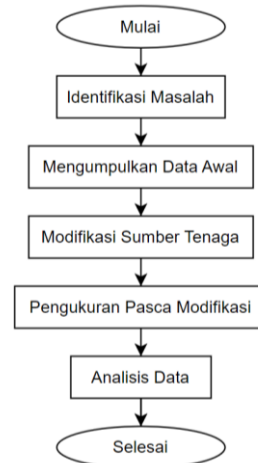 Mulai
Identifikasi Masalah
Mengumpulkan Data Awal
Modifikasi Sumber Tenaga
Pengukuran Pasca Modifikasi
Analisis Data
Selesai